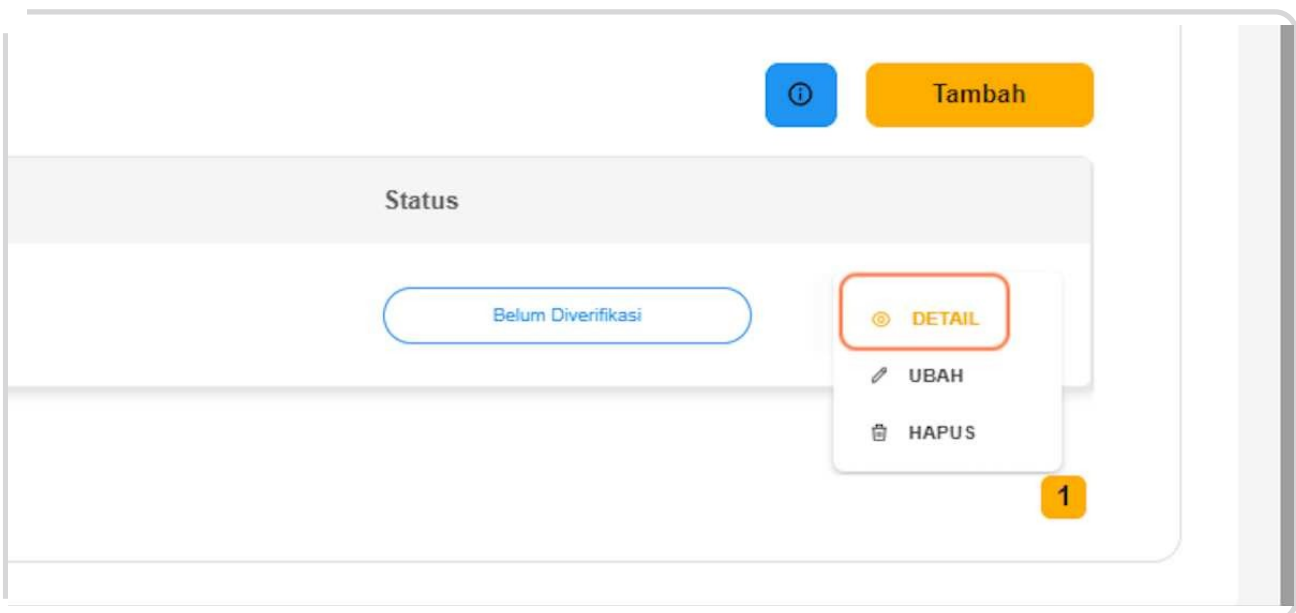 Tambah
Status
Belum Diverifikasi
DETAIL
UBAH
HAPUS
1